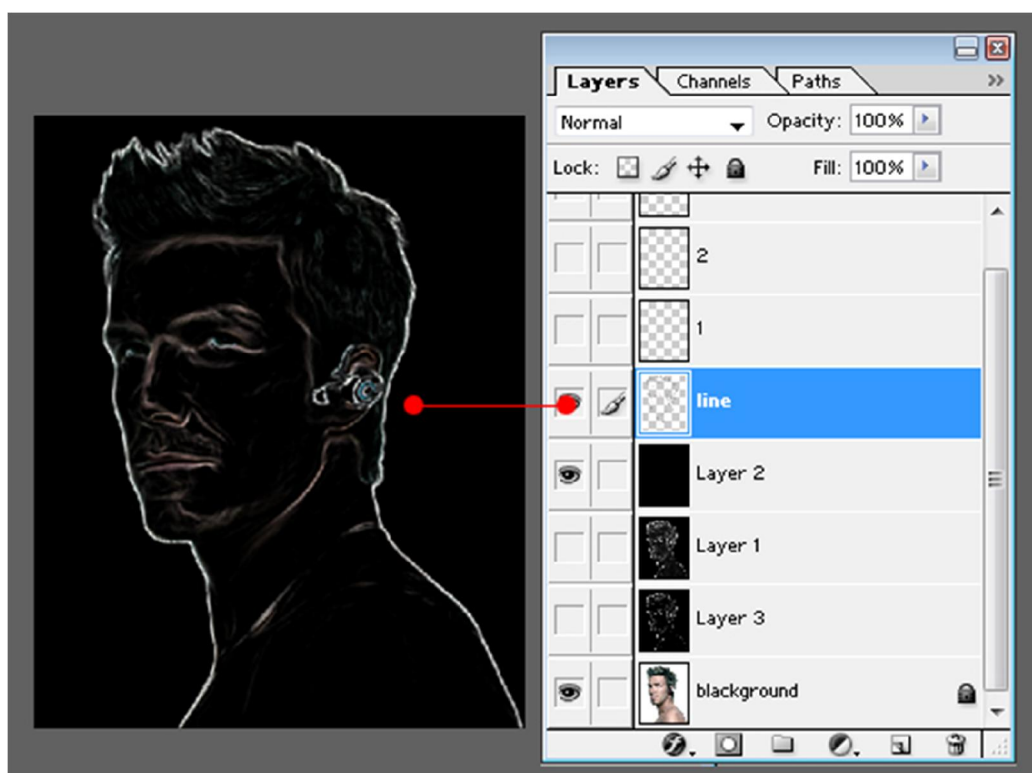 Layers Channels Paths
Normal Opacity: 100%
Lock: Fill: 100%
2
1
line
Layer 2
Layer 1
Layer 3
blackground